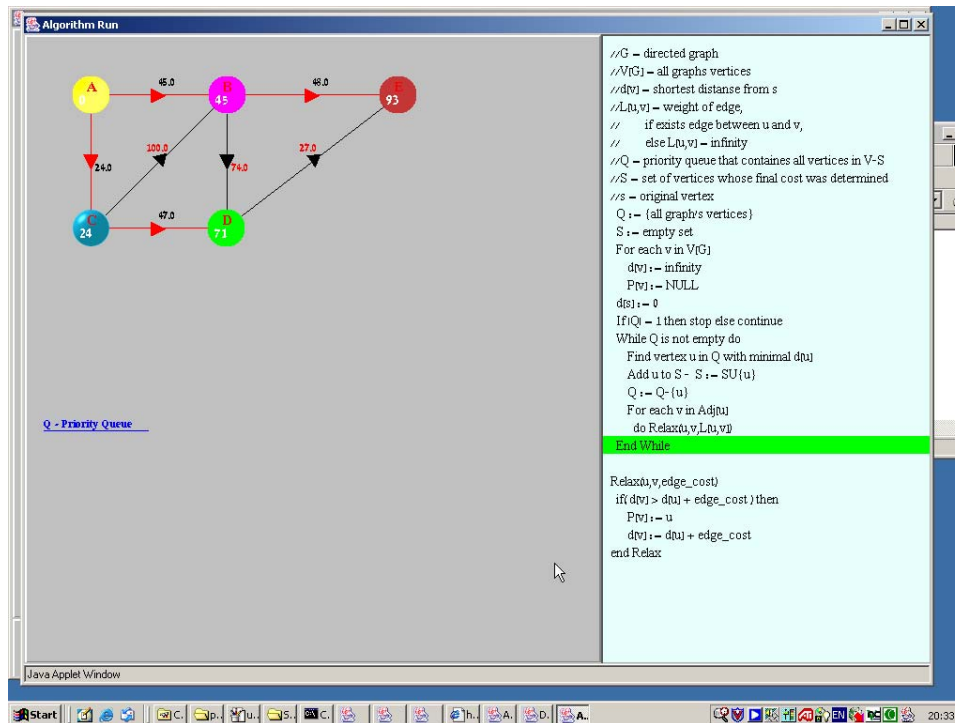 Algorithm Run
A
0
45.0
B
45
48.0
E
93
24.0
100.0
74.0
27.0
C
24
47.0
D
71
Q - Priority Queue
//G - directed graph
//V[G] - all graphs vertices
//d[v] - shortest distanse from s
//L[u,v] - weight of edge,
// if exists edge between u and v,
// else L[u,v] - infinity
//Q - priority queue that containes all vertices in V-S
//S - set of vertices whose final cost was determined
//s - original vertex
Q := {all graph's vertices}
S := empty set
For each v in V[G]
d[v] := infinity
P[v] := NULL
d[s] := 0
If |Q| = 1 then stop else continue
While Q is not empty do
Find vertex u in Q with minimal d[u]
Add u to S - S := SU{u}
Q := Q-{u}
For each v in Adj[u]
do Relax(u,v,L[u,v])
End While
Relax(u,v,edge_cost)
if( d[v] > d[u] + edge_cost ) then
P[v] := u
d[v] := d[u] + edge_cost
end Relax
Java Applet Window
Start C. p.. u.. S.. C. h.. A. D. A.. EN 20:33